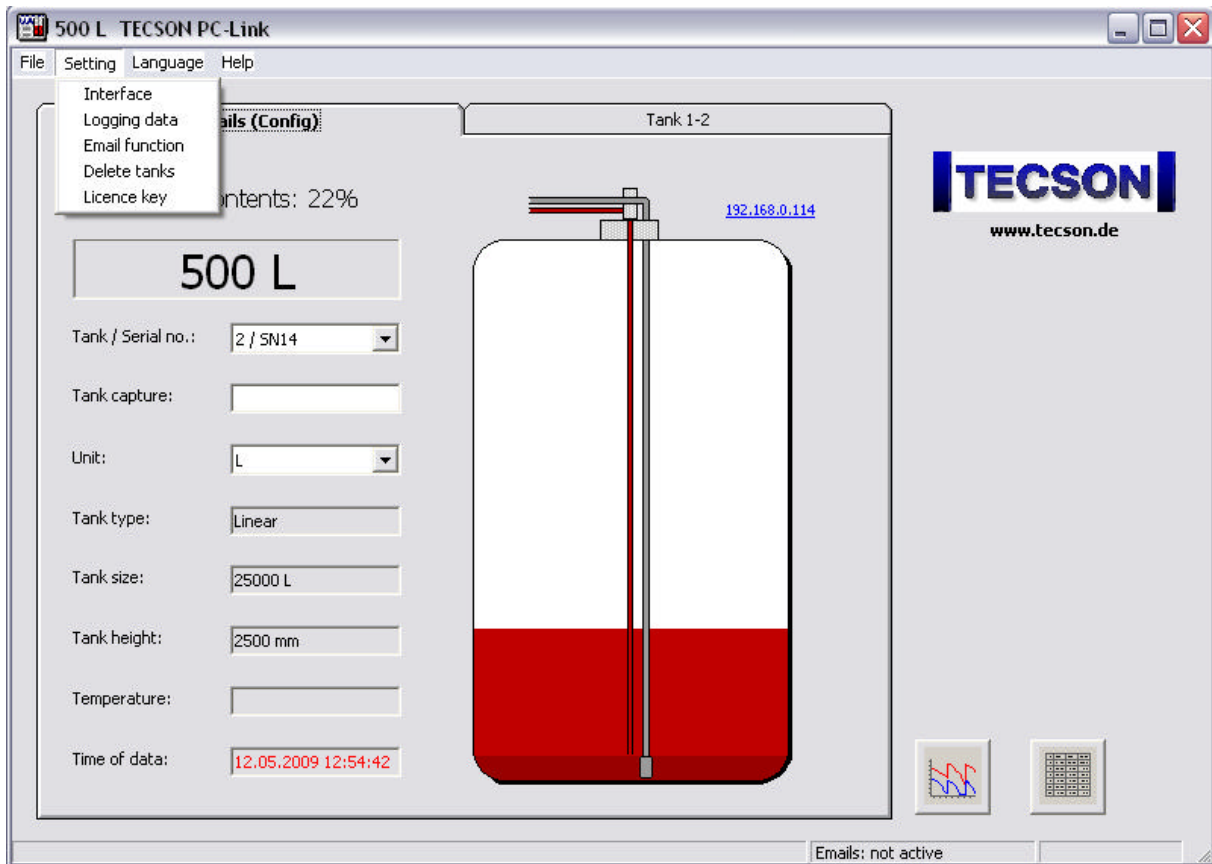 500 L TECSON PC-Link
File Setting Language Help
Interface
Logging data
Email function
Delete tanks
Licence key
(Config)
Tank 1-2
22%
192.168.0.114
TECSON
www.tecson.de
500 L
Tank / Serial no.: 2 / SN14
Tank capture:
Unit: L
Tank type: Linear
Tank size: 25000 L
Tank height: 2500 mm
Temperature:
Time of data: 12.05.2009 12:54:42
Emails: not active